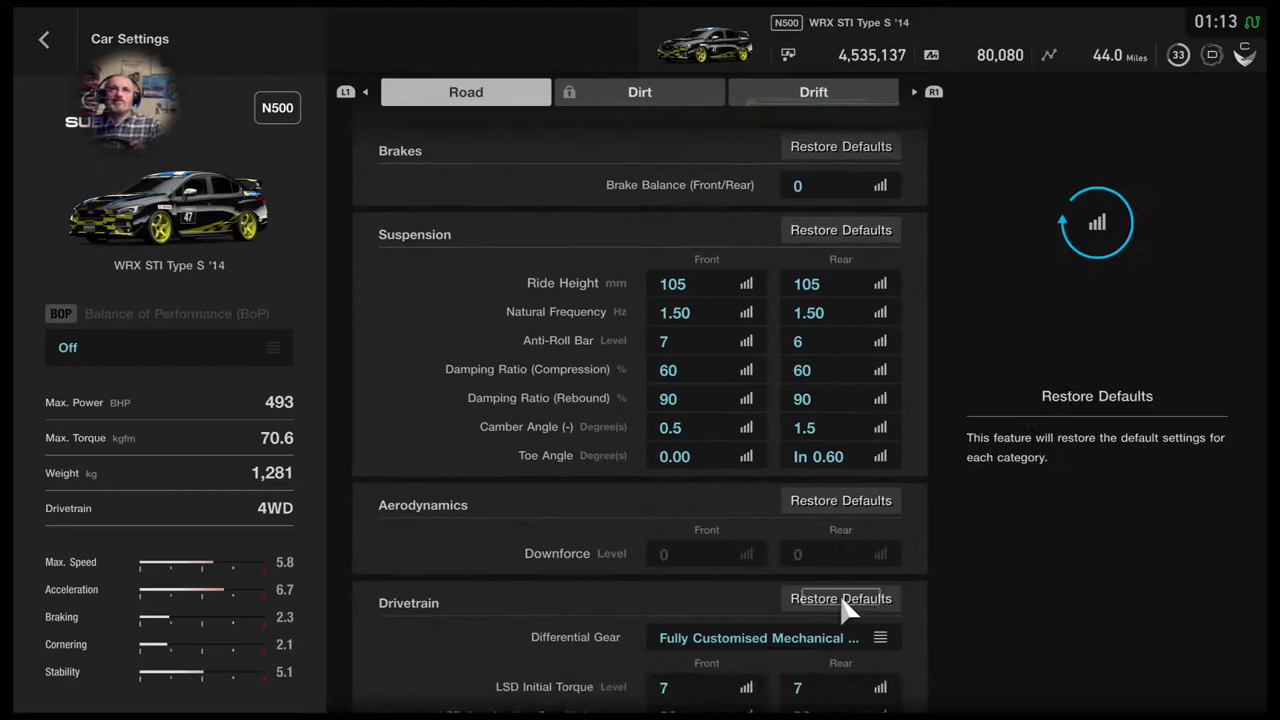 Car Settings
N500 WRX STI Type S '14
4,535,137
80,080
44.0 Miles
33
01:13
SUBA
N500
47
WRX STI Type S '14
BOP Balance of Performance (BoP)
Off
Max. Power BHP 493
Max. Torque kgfm 70.6
Weight kg 1,281
Drivetrain 4WD
Max. Speed 5.8
Acceleration 6.7
Braking 2.3
Cornering 2.1
Stability 5.1
L1 Road Dirt Drift R1
Brakes Restore Defaults
Brake Balance (Front/Rear) 0
Suspension Restore Defaults
Front Rear
Ride Height mm 105 105
Natural Frequency Hz 1.50 1.50
Anti-Roll Bar Level 7 6
Damping Ratio (Compression) % 60 60
Damping Ratio (Rebound) % 90 90
Camber Angle (-) Degree(s) 0.5 1.5
Toe Angle Degree(s) 0.00 In 0.60
Aerodynamics Restore Defaults
Front Rear
Downforce Level 0 0
Drivetrain Restore Defaults
Differential Gear Fully Customised Mechanical ...
Front Rear
LSD Initial Torque Level 7 7
Restore Defaults
This feature will restore the default settings for
each category.